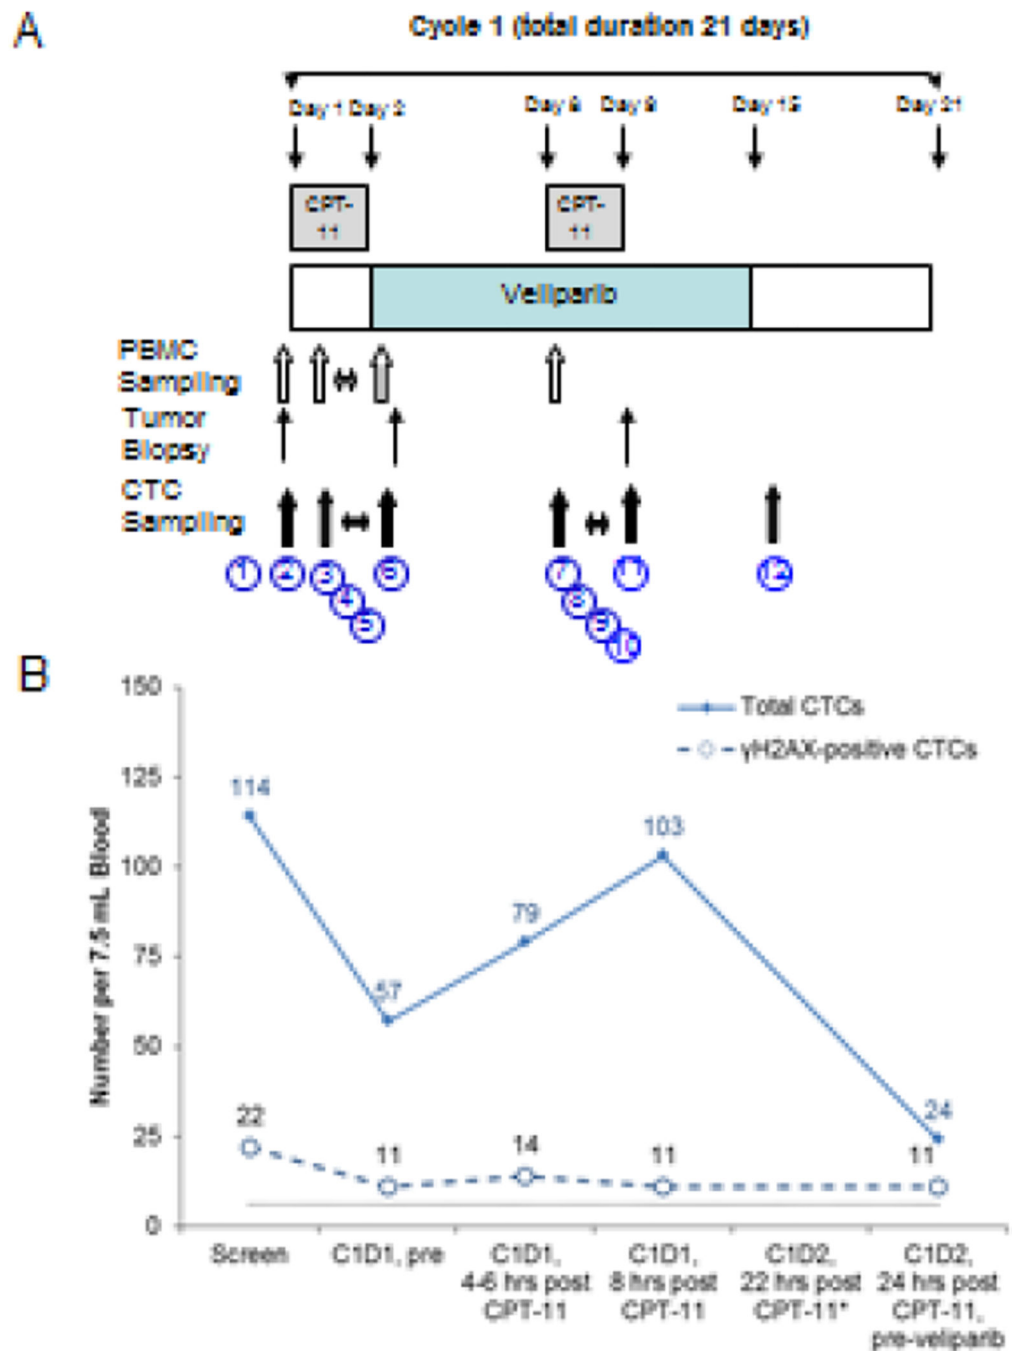 A
Cycle 1 (total duration 21 days)
Day 1 Day 2 Day 8 Day 9 Day 15 Day 21
CPT-
11
CPT-
11
Veliparib
PBMC
Sampling
Tumor
Biopsy
CTC
Sampling
1 2 3 6 7 11 12
4 8
5 9
10
B
150
125
100
75
50
25
0
Number per 7.5 mL Blood
Total CTCs
γH2AX-positive CTCs
114
57
79
103
24
22
11
14
11
11
Screen
C1D1, pre
C1D1,
4-6 hrs post
CPT-11
C1D1,
8 hrs post
CPT-11
C1D2,
22 hrs post
CPT-11*
C1D2,
24 hrs post
CPT-11,
pre-veliparib